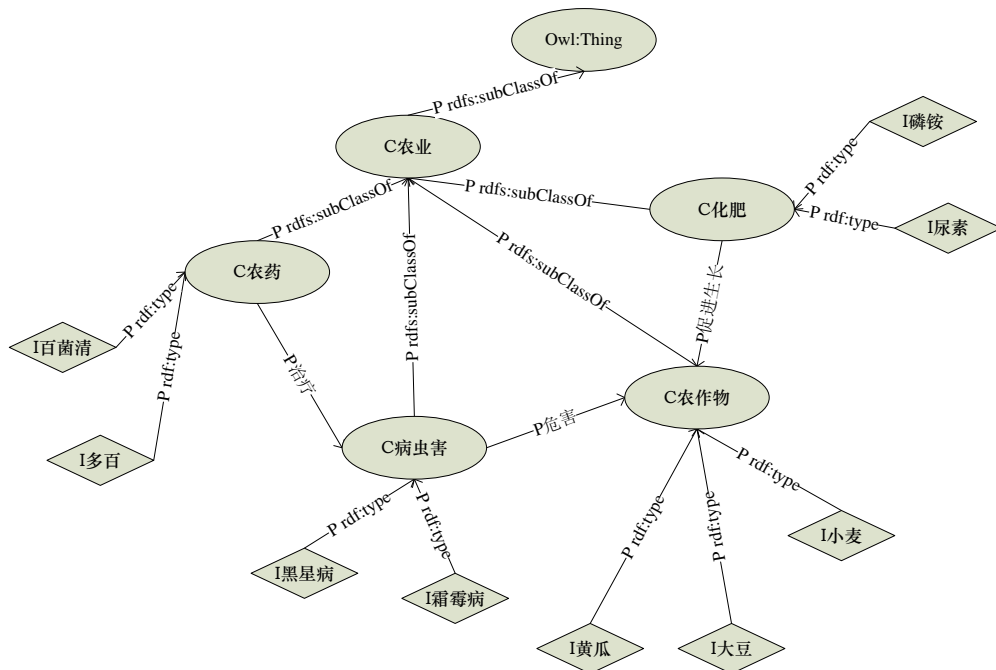 Owl:Thing
P rdfs:subClassOf
C农业
I磷铵
P rdf:type
P rdfs:subClassOf
P rdfs:subClassOf
C化肥
P rdf:type
I尿素
P rdfs:subClassOf
P rdfs:subClassOf
C农药
P rdf:type
P促进生长
I百菌清
P rdf:type
P治疗
C农作物
P危害
C病虫害
I多百
P rdf:type
P rdf:type
P rdf:type
P rdf:type
P rdf:type
I小麦
I黑星病
I霜霉病
I黄瓜
I大豆